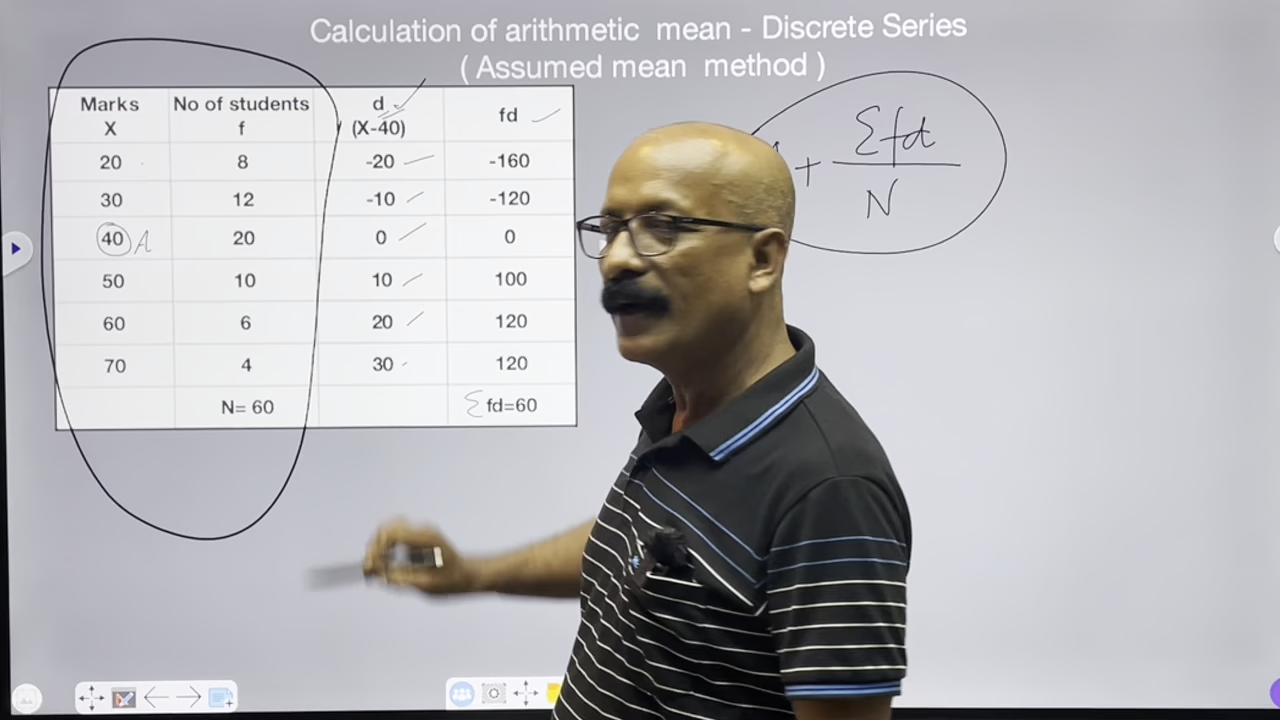 Calculation of arithmetic mean - Discrete Series
( Assumed mean method )
Marks X No of students f d (X-40) fd
20 8 -20 -160
30 12 -10 -120
40 A 20 0 0
50 10 10 100
60 6 20 120
70 4 30 120
N= 60 Σfd=60
+ Σfd
N